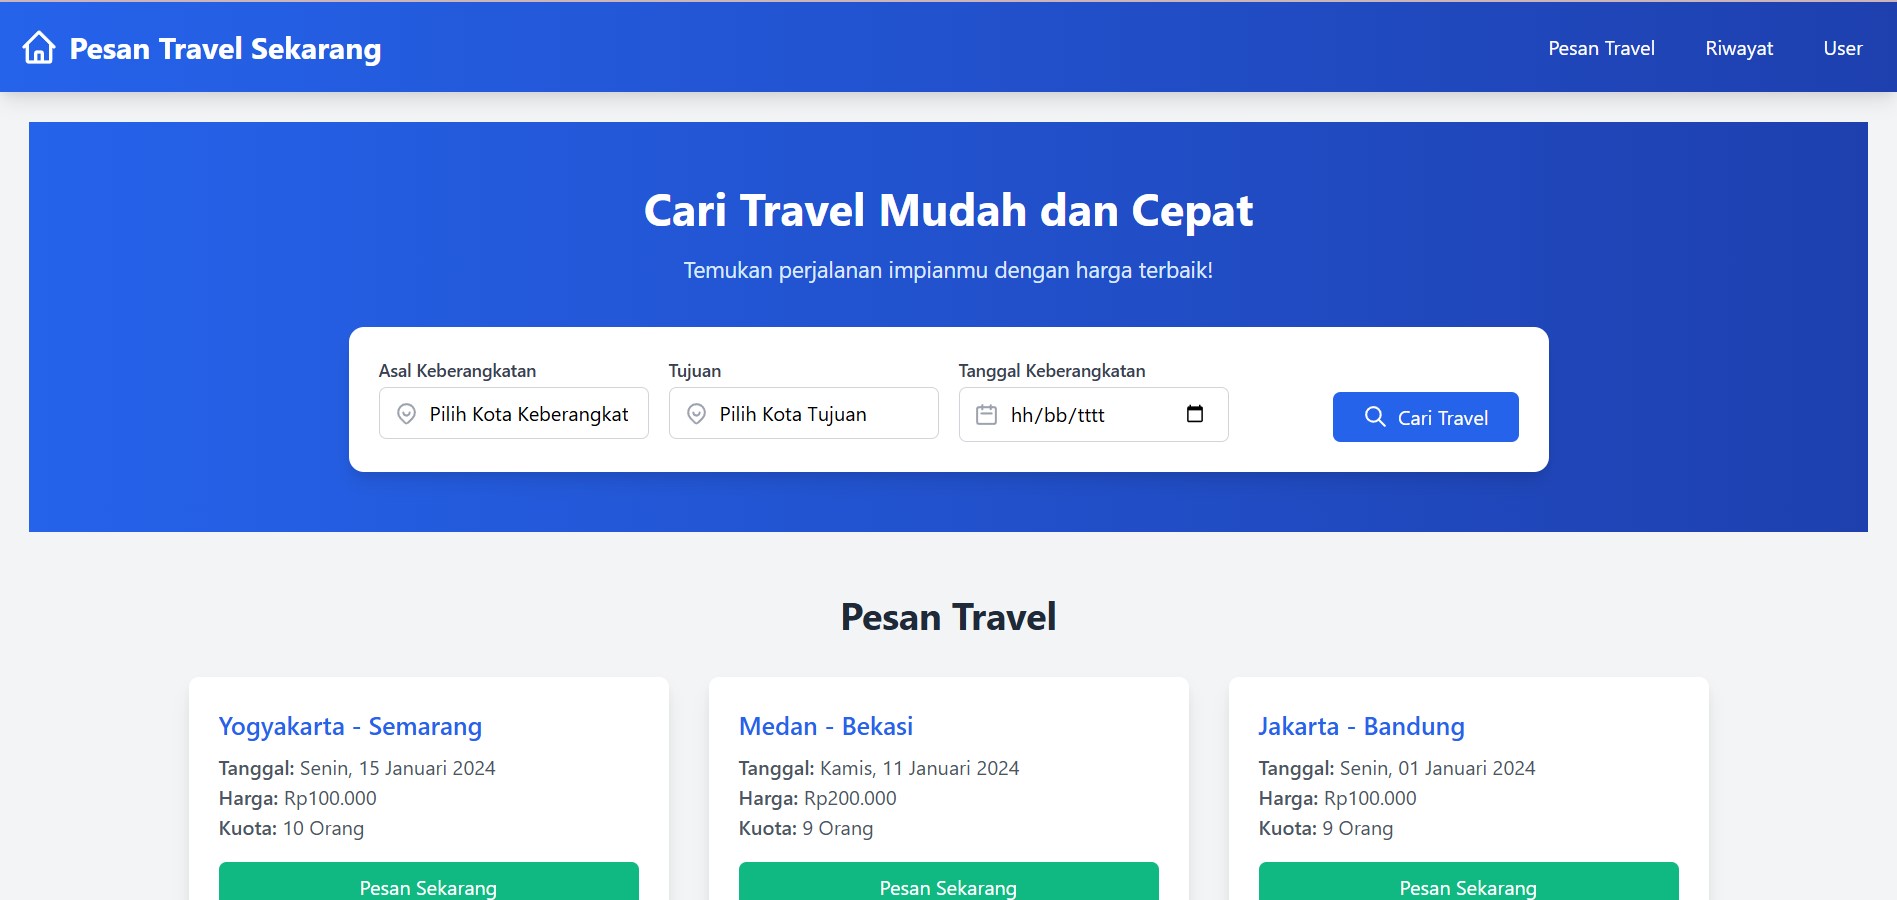 Pesan Travel Sekarang
Pesan Travel
Riwayat
User
Cari Travel Mudah dan Cepat
Temukan perjalanan impianmu dengan harga terbaik!
Asal Keberangkatan
Pilih Kota Keberangkat
Tujuan
Pilih Kota Tujuan
Tanggal Keberangkatan
hh/bb/tttt
Cari Travel
Pesan Travel
Yogyakarta - Semarang
Tanggal: Senin, 15 Januari 2024
Harga: Rp100.000
Kuota: 10 Orang
Pesan Sekarang
Medan - Bekasi
Tanggal: Kamis, 11 Januari 2024
Harga: Rp200.000
Kuota: 9 Orang
Pesan Sekarang
Jakarta - Bandung
Tanggal: Senin, 01 Januari 2024
Harga: Rp100.000
Kuota: 9 Orang
Pesan Sekarang